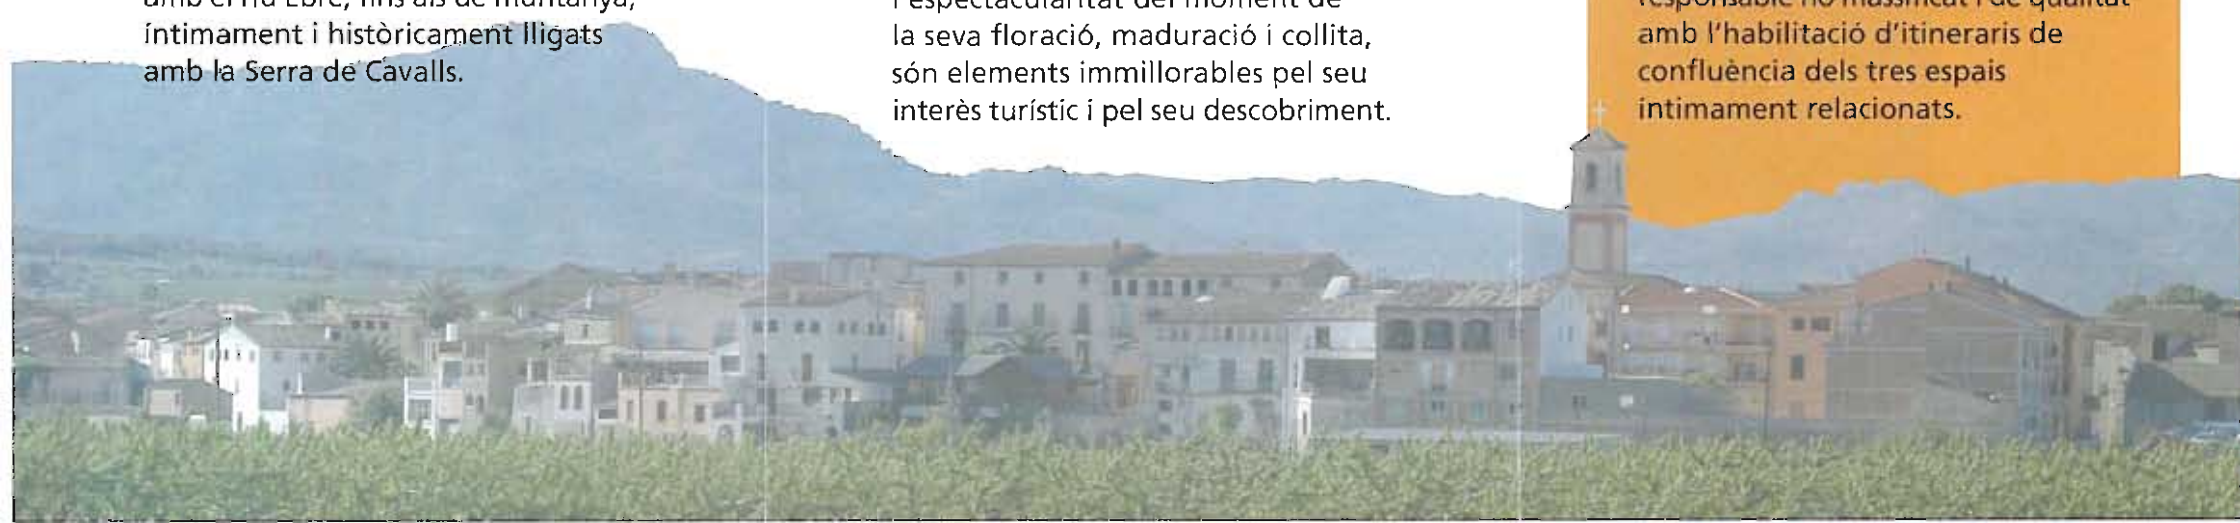 íntimament i històricament lligats
amb la Serra de Cavalls.
la seva floració, maduració i collita,
són elements immillorables pel seu
interès turístic i pel seu descobriment.
amb l'habilitació d'itineraris de
confluència dels tres espais
íntimament relacionats.